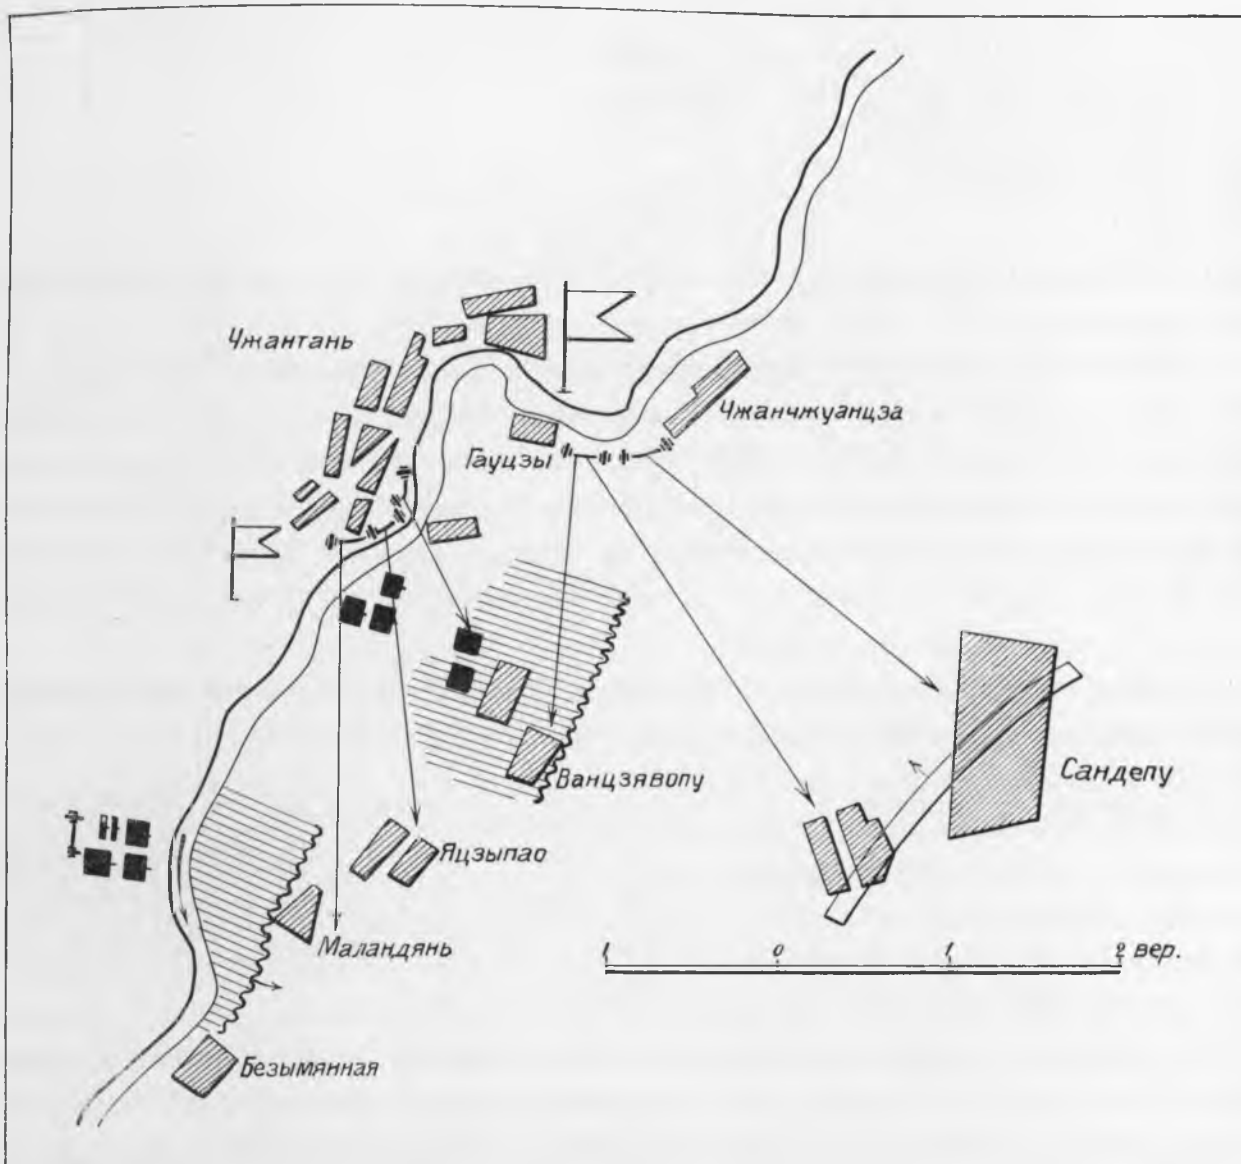 Чжантань
Чжанчжуанцза
Гауцзы
Ванцзявопу
Сандепу
Яцзыпао
Маландянь
1 0 1 2 вер.
Безымянная